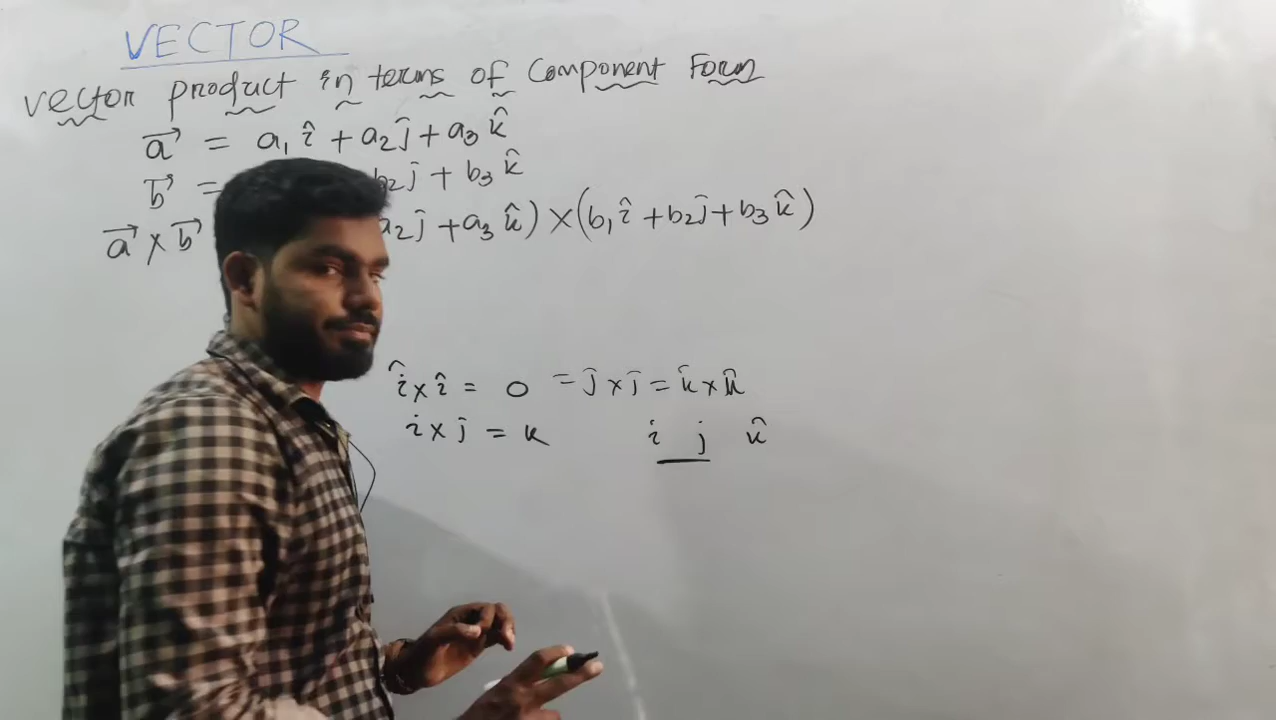 VECTOR
vector product in terms of component Form
a⃗ = a₁ î + a₂ ĵ + a₃ k̂
b⃗ = b₂ ĵ + b₃ k̂
a⃗ × b⃗ a₂ ĵ + a₃ k̂ ) × ( b₁ î + b₂ ĵ + b₃ k̂ )
î × î = 0 = ĵ × ĵ = k̂ × k̂
i × ĵ = k i j k̂